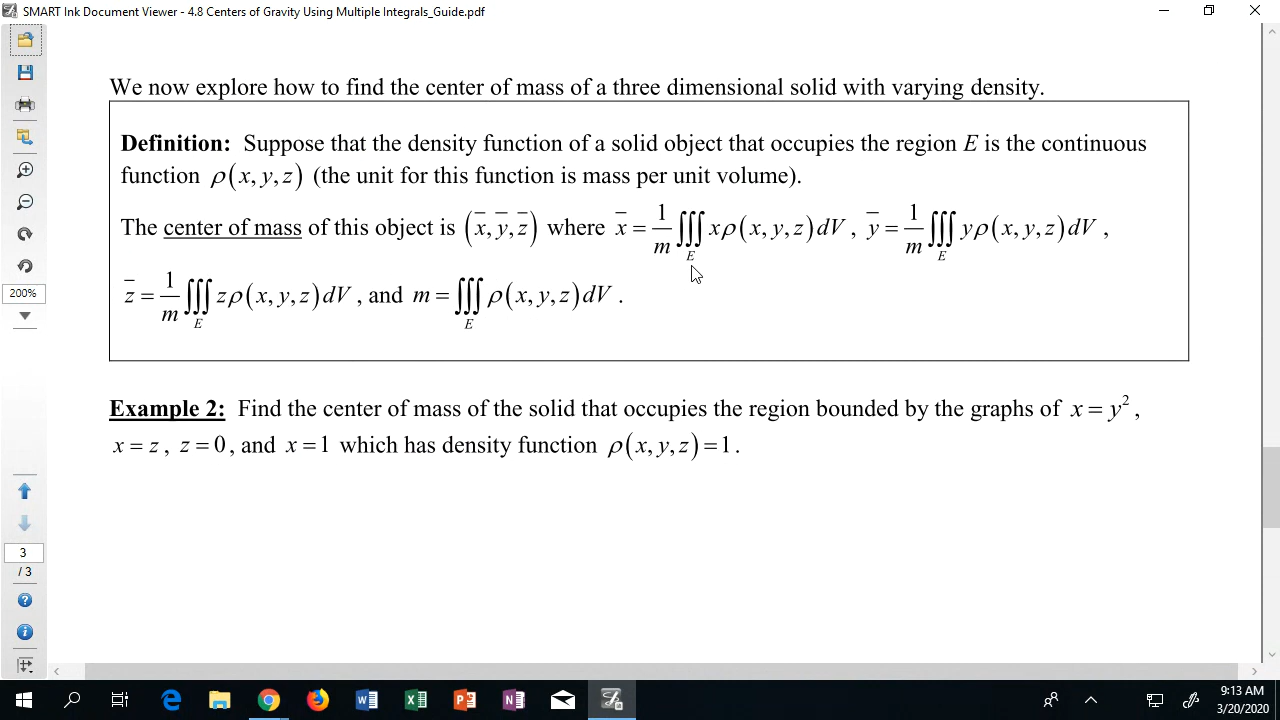 SMART Ink Document Viewer - 4.8 Centers of Gravity Using Multiple Integrals_Guide.pdf
We now explore how to find the center of mass of a three dimensional solid with varying density.
Definition: Suppose that the density function of a solid object that occupies the region E is the continuous
function ρ(x, y, z) (the unit for this function is mass per unit volume).
The center of mass of this object is (x̄, ȳ, z̄) where x̄ = 1/m ∭_E xρ(x, y, z) dV, ȳ = 1/m ∭_E yρ(x, y, z) dV,
z̄ = 1/m ∭_E zρ(x, y, z) dV, and m = ∭_E ρ(x, y, z) dV.
Example 2: Find the center of mass of the solid that occupies the region bounded by the graphs of x = y²,
x = z, z = 0, and x = 1 which has density function ρ(x, y, z) = 1.
200%
3
/ 3
9:13 AM
3/20/2020